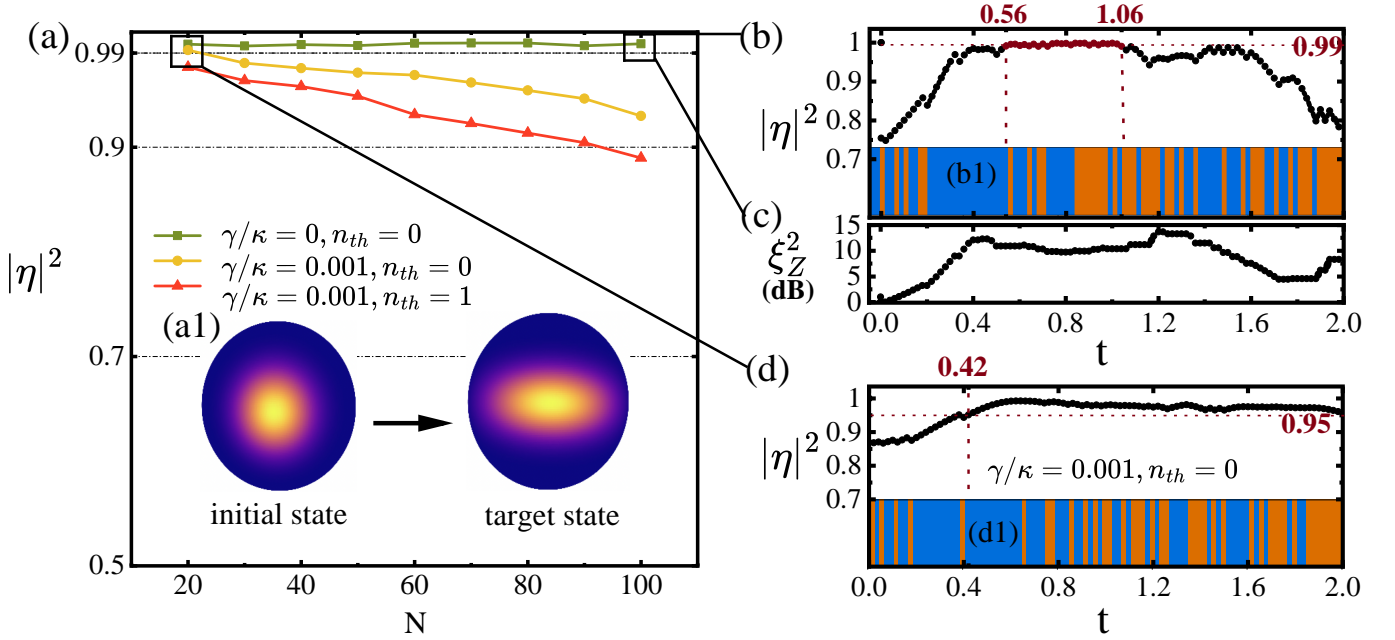 (a)
0.99
0.9
0.7
0.5
|η|²
γ/κ = 0, n_th = 0
γ/κ = 0.001, n_th = 0
γ/κ = 0.001, n_th = 1
(a1)
initial state
target state
20 40 60 80 100
N
(b)
0.56 1.06
1
0.9
0.8
0.7
0.99
|η|²
(b1)
(c)
15
10
5
0
ξ²_Z
(dB)
0.0 0.4 0.8 1.2 1.6 2.0
t
(d)
0.42
1
0.9
0.8
0.7
0.95
|η|²
γ/κ = 0.001, n_th = 0
(d1)
0.0 0.4 0.8 1.2 1.6 2.0
t